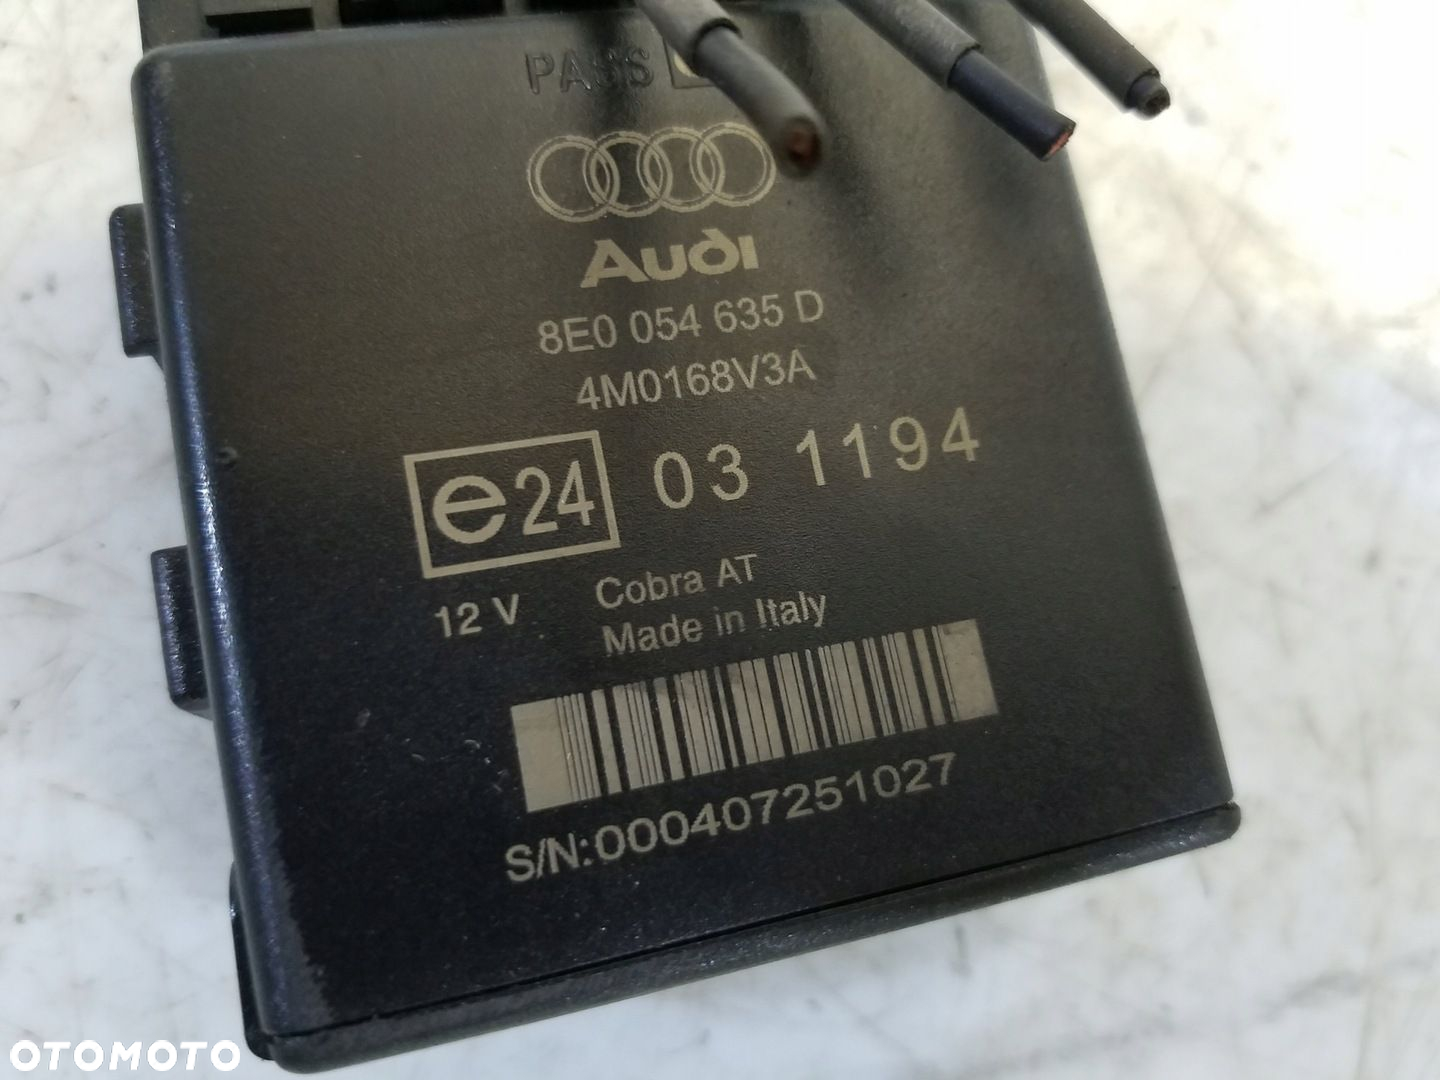 PASS
Audi
8E0 054 635 D
4M0168V3A
e24 03 1194
12 V
Cobra AT
Made in Italy
S/N:000407251027
OTOMOTO